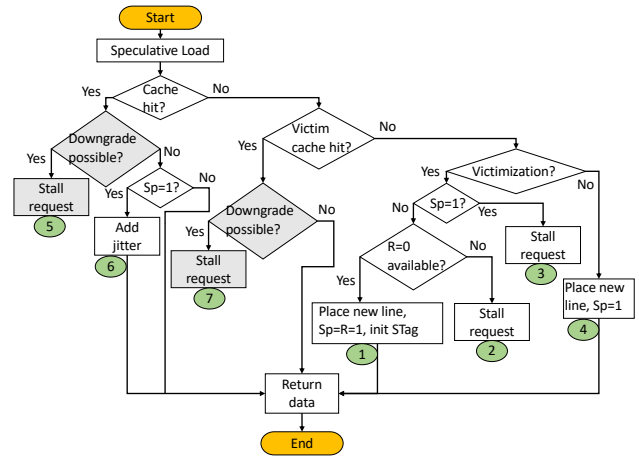 Start
Speculative Load
Cache
hit?
Yes
No
Downgrade
possible?
Yes
No
Victim
cache hit?
Yes
No
Victimization?
Yes
No
Stall
request
5
Sp=1?
Yes
No
Add
jitter
6
Downgrade
possible?
Yes
No
Stall
request
7
Sp=1?
No
Yes
R=0
available?
Yes
No
Stall
request
3
Place new
line, Sp=1
4
Place new line,
Sp=R=1, init STag
1
Stall
request
2
Return
data
End